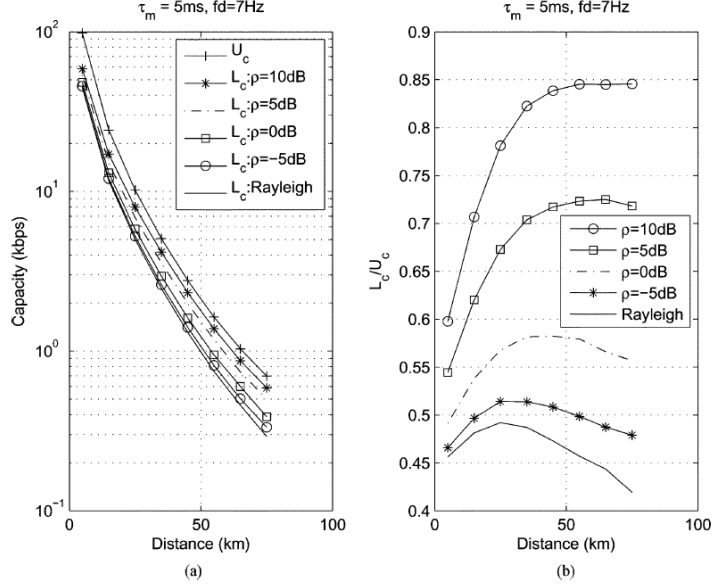 τm = 5ms, fd=7Hz
10²
10¹
10⁰
10⁻¹
Capacity (kbps)
Uc
Lc:ρ=10dB
Lc:ρ=5dB
Lc:ρ=0dB
Lc:ρ=−5dB
Lc:Rayleigh
0
50
100
Distance (km)
(a)
τm = 5ms, fd=7Hz
0.9
0.85
0.8
0.75
0.7
0.65
0.6
0.55
0.5
0.45
0.4
Lc/Uc
ρ=10dB
ρ=5dB
ρ=0dB
ρ=−5dB
Rayleigh
0
50
100
Distance (km)
(b)